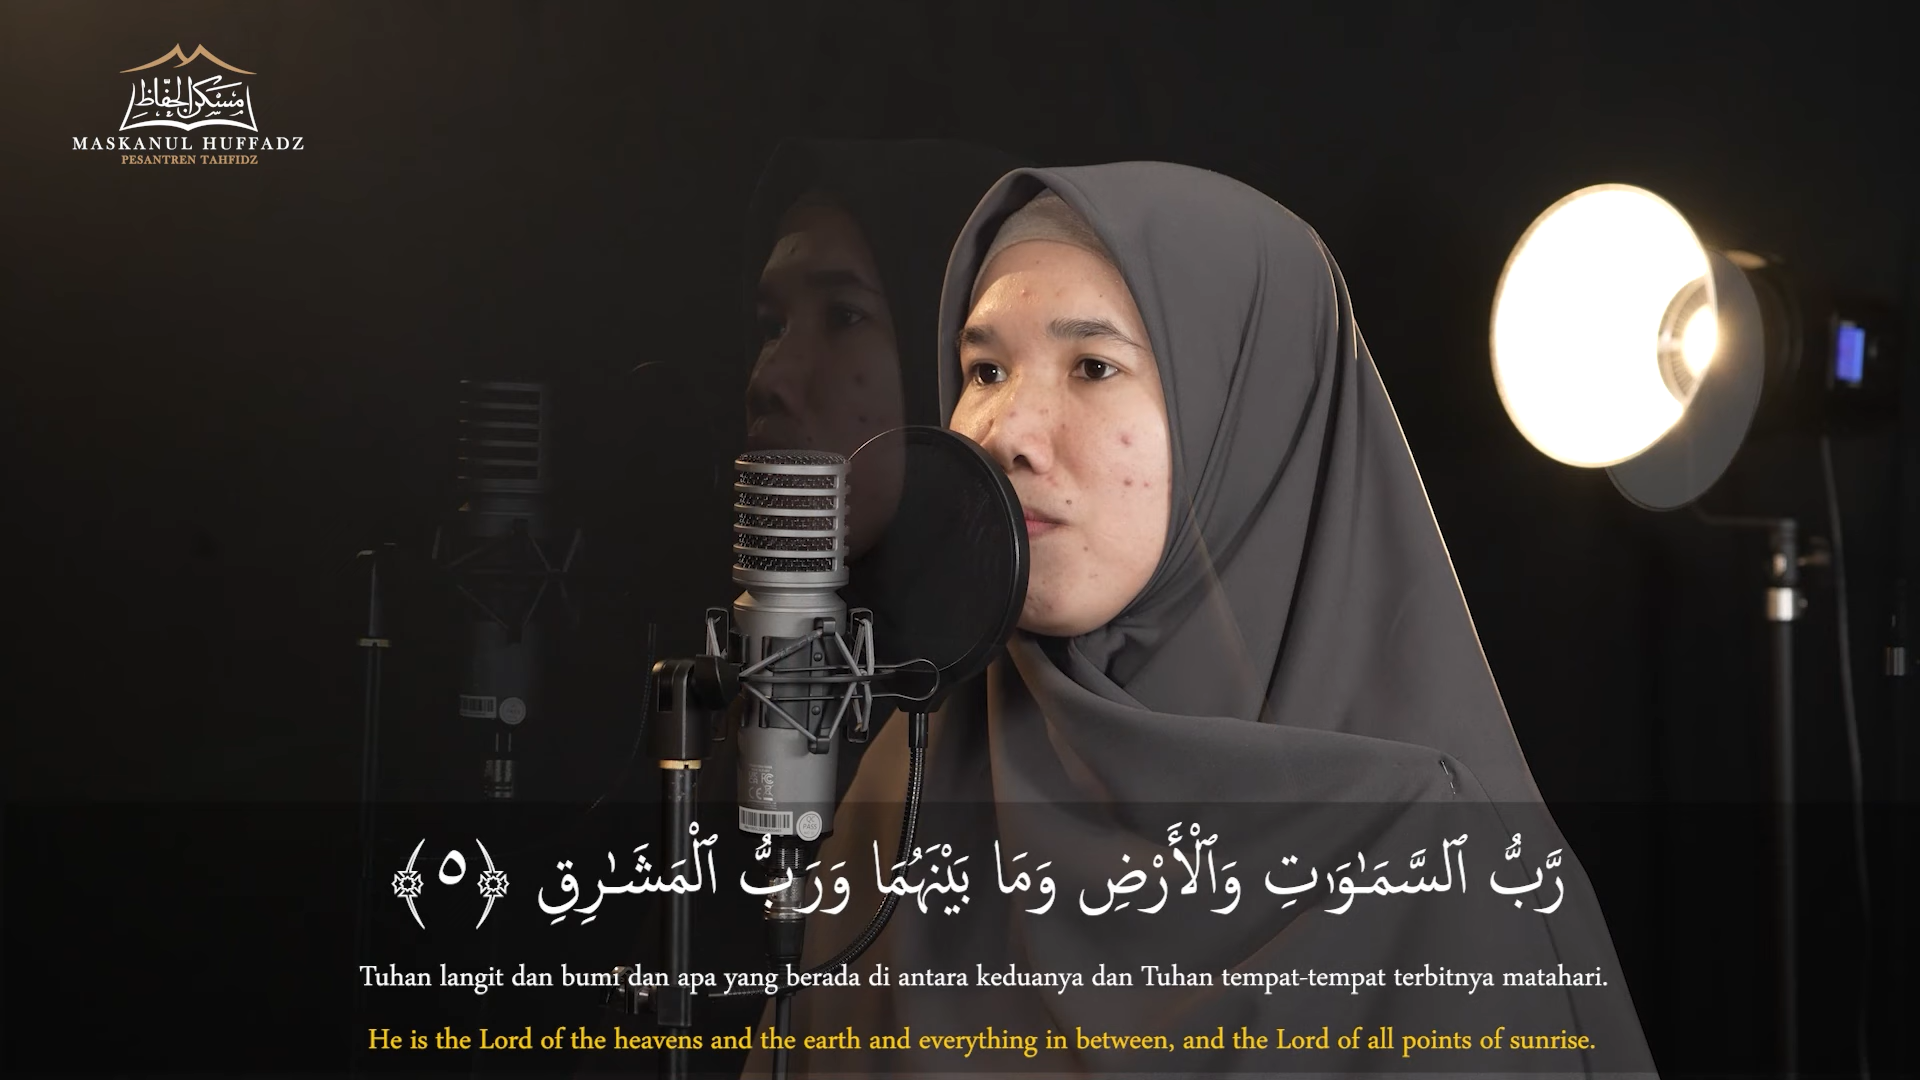 مسكن الحفاظ
MASKANUL HUFFADZ
PESANTREN TAHFIDZ
QC
PASS
رَّبُّ ٱلسَّمَـٰوَٰتِ وَٱلْأَرْضِ وَمَا بَيْنَهُمَا وَرَبُّ ٱلْمَشَـٰرِقِ ﴿٥﴾
Tuhan langit dan bumi dan apa yang berada di antara keduanya dan Tuhan tempat-tempat terbitnya matahari.
He is the Lord of the heavens and the earth and everything in between, and the Lord of all points of sunrise.